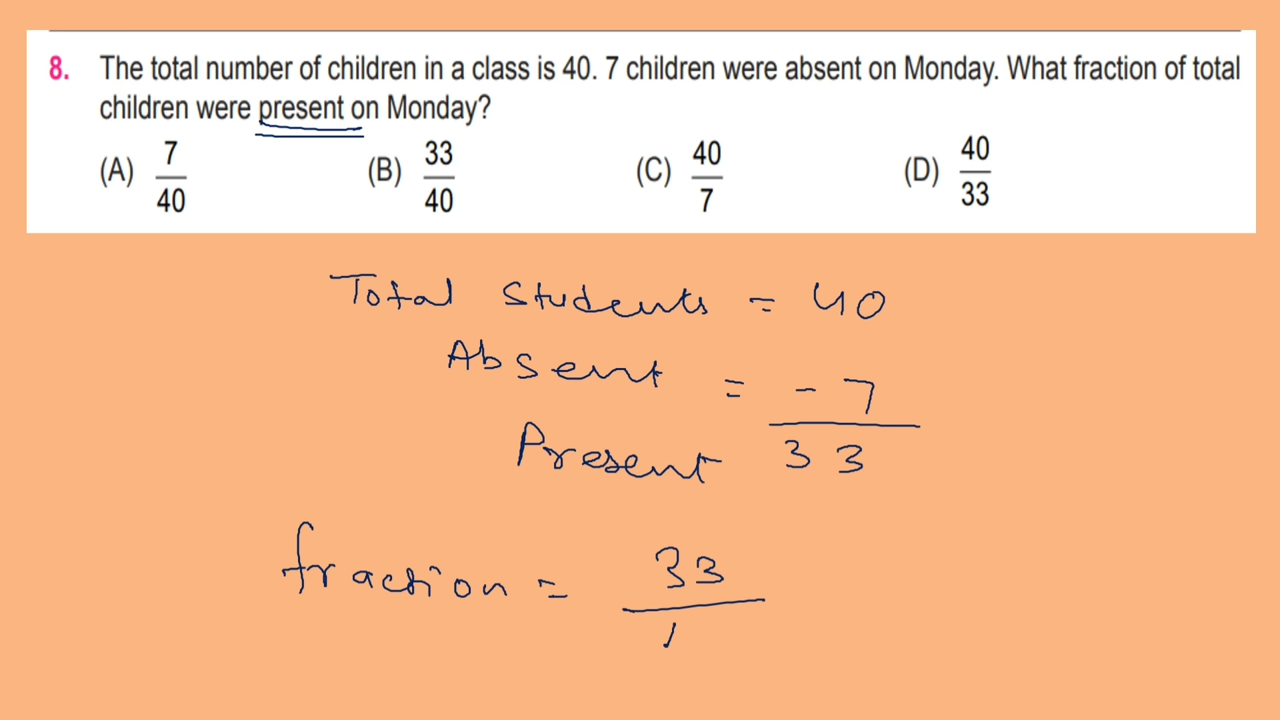 8. The total number of children in a class is 40. 7 children were absent on Monday. What fraction of total
children were present on Monday?
(A) 7/40 (B) 33/40 (C) 40/7 (D) 40/33
Total students = 40
Absent = - 7
Present 33
fraction = 33/